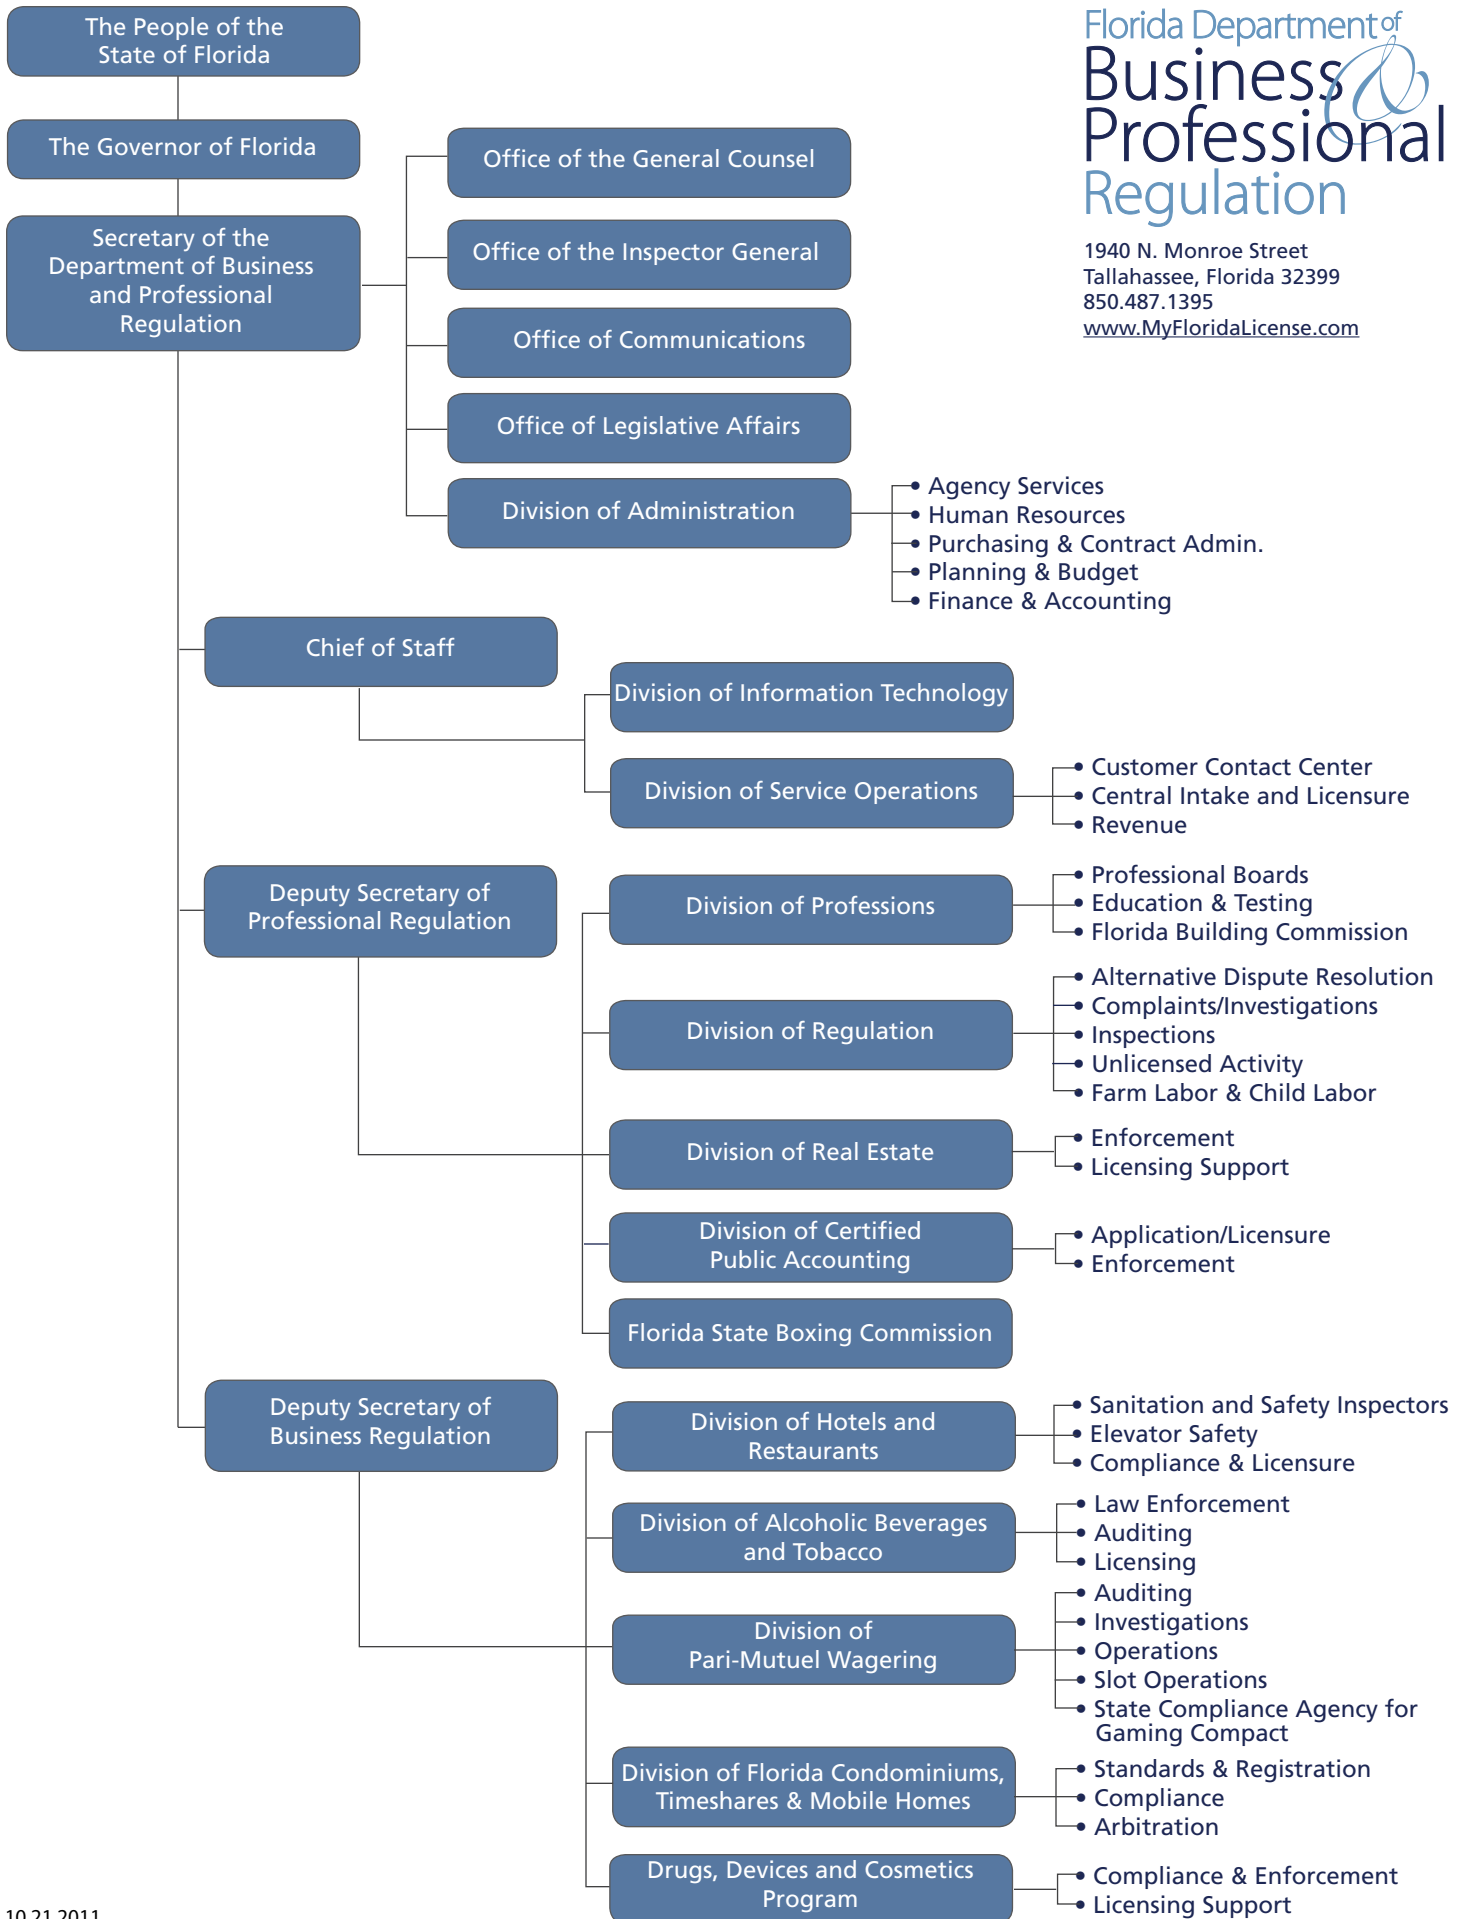 The People of the
State of Florida
Florida Department of
Business &
Professional
Regulation
1940 N. Monroe Street
Tallahassee, Florida 32399
850.487.1395
www.MyFloridaLicense.com
The Governor of Florida
Secretary of the
Department of Business
and Professional
Regulation
Office of the General Counsel
Office of the Inspector General
Office of Communications
Office of Legislative Affairs
Division of Administration
Agency Services
Human Resources
Purchasing & Contract Admin.
Planning & Budget
Finance & Accounting
Chief of Staff
Division of Information Technology
Division of Service Operations
Customer Contact Center
Central Intake and Licensure
Revenue
Deputy Secretary of
Professional Regulation
Division of Professions
Professional Boards
Education & Testing
Florida Building Commission
Division of Regulation
Alternative Dispute Resolution
Complaints/Investigations
Inspections
Unlicensed Activity
Farm Labor & Child Labor
Division of Real Estate
Enforcement
Licensing Support
Division of Certified
Public Accounting
Application/Licensure
Enforcement
Florida State Boxing Commission
Deputy Secretary of
Business Regulation
Division of Hotels and
Restaurants
Sanitation and Safety Inspectors
Elevator Safety
Compliance & Licensure
Division of Alcoholic Beverages
and Tobacco
Law Enforcement
Auditing
Licensing
Division of
Pari-Mutuel Wagering
Auditing
Investigations
Operations
Slot Operations
State Compliance Agency for
Gaming Compact
Division of Florida Condominiums,
Timeshares & Mobile Homes
Standards & Registration
Compliance
Arbitration
Drugs, Devices and Cosmetics
Program
Compliance & Enforcement
Licensing Support
10.21.2011